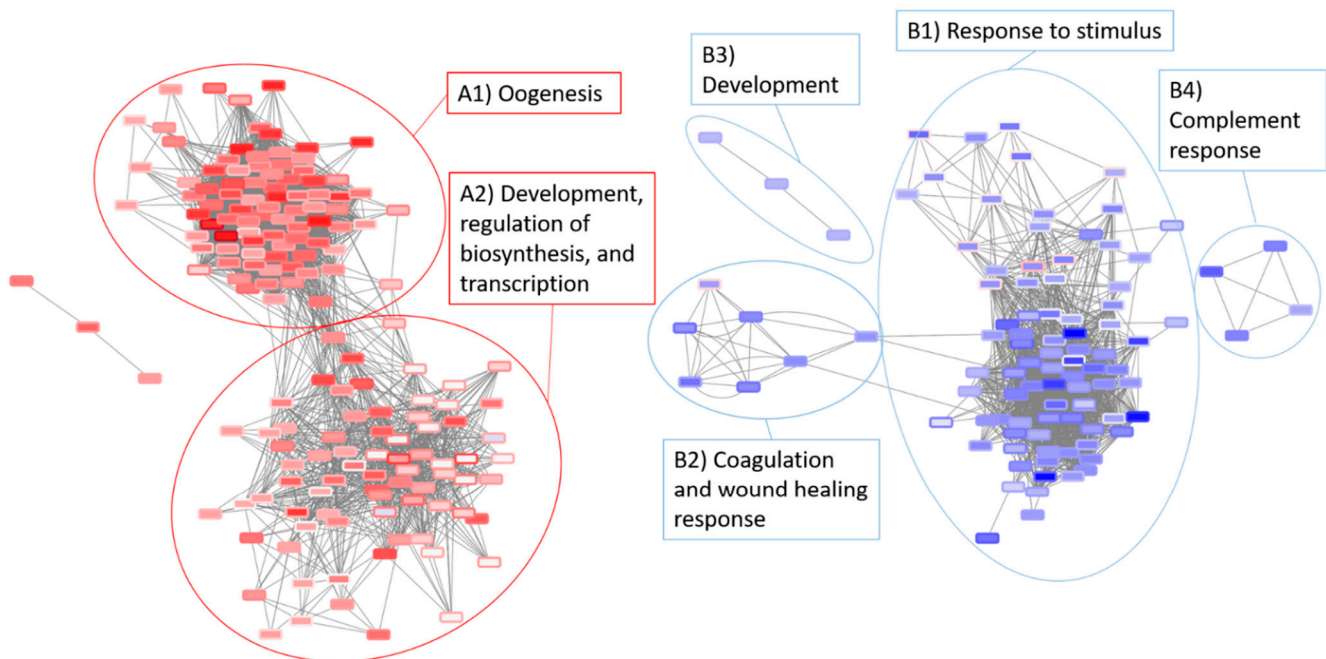 A1) Oogenesis
A2) Development,
regulation of
biosynthesis, and
transcription
B3)
Development
B1) Response to stimulus
B4)
Complement
response
B2) Coagulation
and wound healing
response